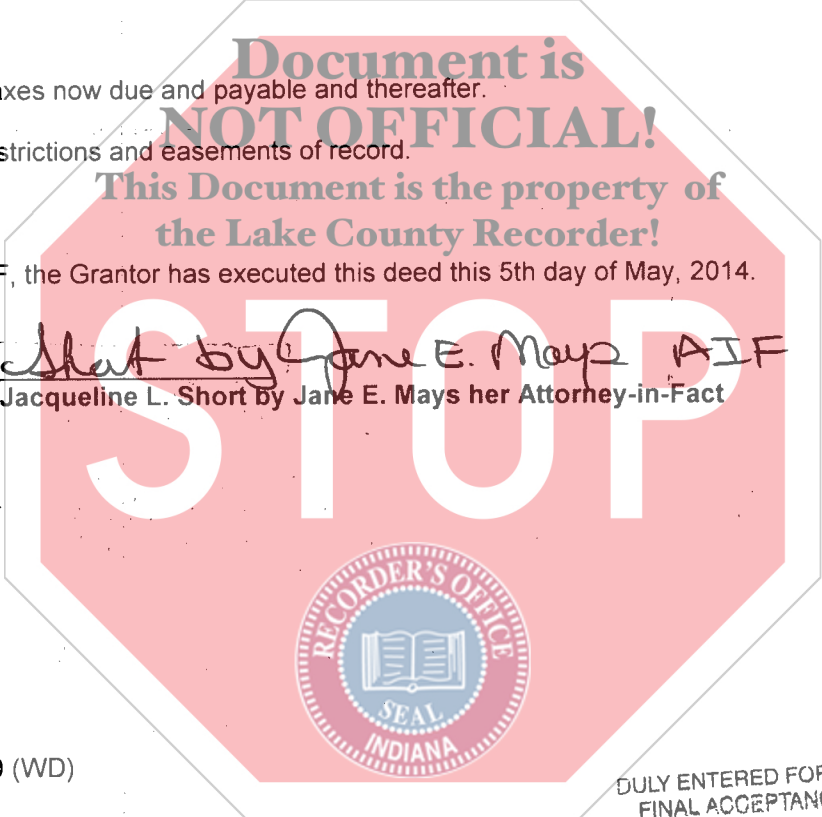 Document is
axes now due and payable and thereafter.
NOT OFFICIAL!
strictions and easements of record.
This Document is the property of
the Lake County Recorder!
F, the Grantor has executed this deed this 5th day of May, 2014.
Short by Jane E. Mays AIF
Jacqueline L. Short by Jane E. Mays her Attorney-in-Fact
STOP
RECORDER'S OFFICE
SEAL
INDIANA
9 (WD)
DULY ENTERED FOR
FINAL ACCEPTANC